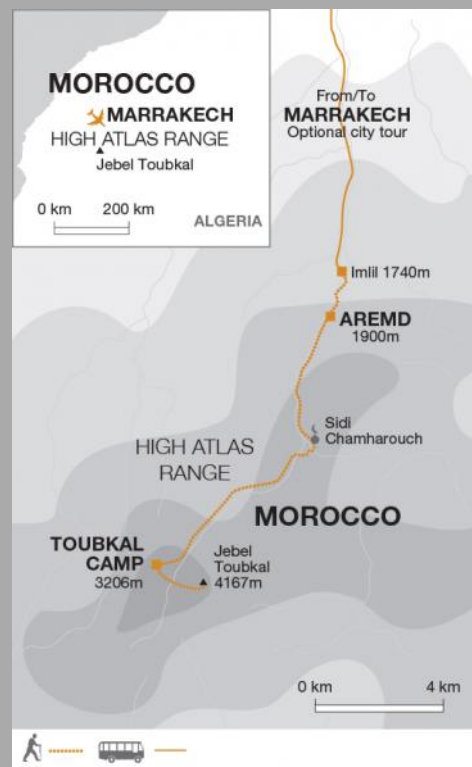 MOROCCO
MARRAKECH
HIGH ATLAS RANGE
Jebel Toubkal
0 km 200 km
ALGERIA
From/To
MARRAKECH
Optional city tour
Imlil 1740m
AREMD
1900m
Sidi
Chamharouch
HIGH ATLAS
RANGE
MOROCCO
TOUBKAL
CAMP
3206m
Jebel
Toubkal
4167m
0 km 4 km